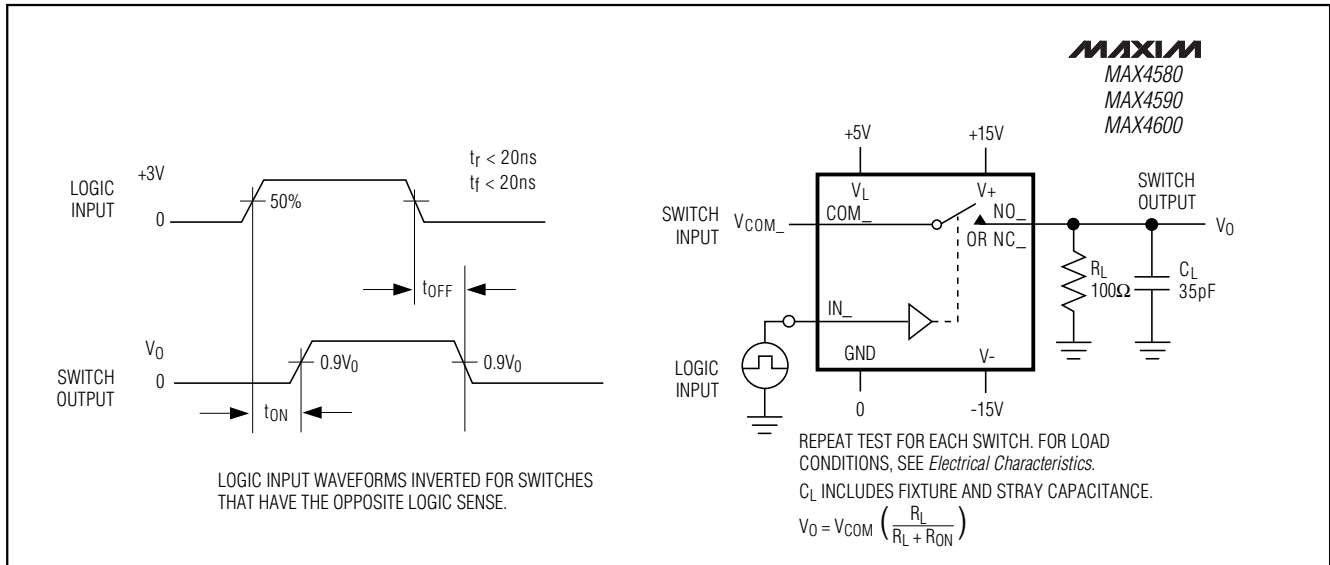 MAXIM
MAX4580
MAX4590
MAX4600
LOGIC
INPUT
+3V
0
50%
tr < 20ns
tf < 20ns
tOFF
SWITCH
OUTPUT
VO
0
0.9V0
0.9V0
tON
LOGIC INPUT WAVEFORMS INVERTED FOR SWITCHES
THAT HAVE THE OPPOSITE LOGIC SENSE.
+5V
+15V
VL
V+
SWITCH
INPUT
VCOM_
COM_
NO_
OR NC_
SWITCH
OUTPUT
VO
RL
100Ω
CL
35pF
IN_
LOGIC
INPUT
GND
V-
0
-15V
REPEAT TEST FOR EACH SWITCH. FOR LOAD
CONDITIONS, SEE Electrical Characteristics.
CL INCLUDES FIXTURE AND STRAY CAPACITANCE.
VO = VCOM ( RL / RL + RON )